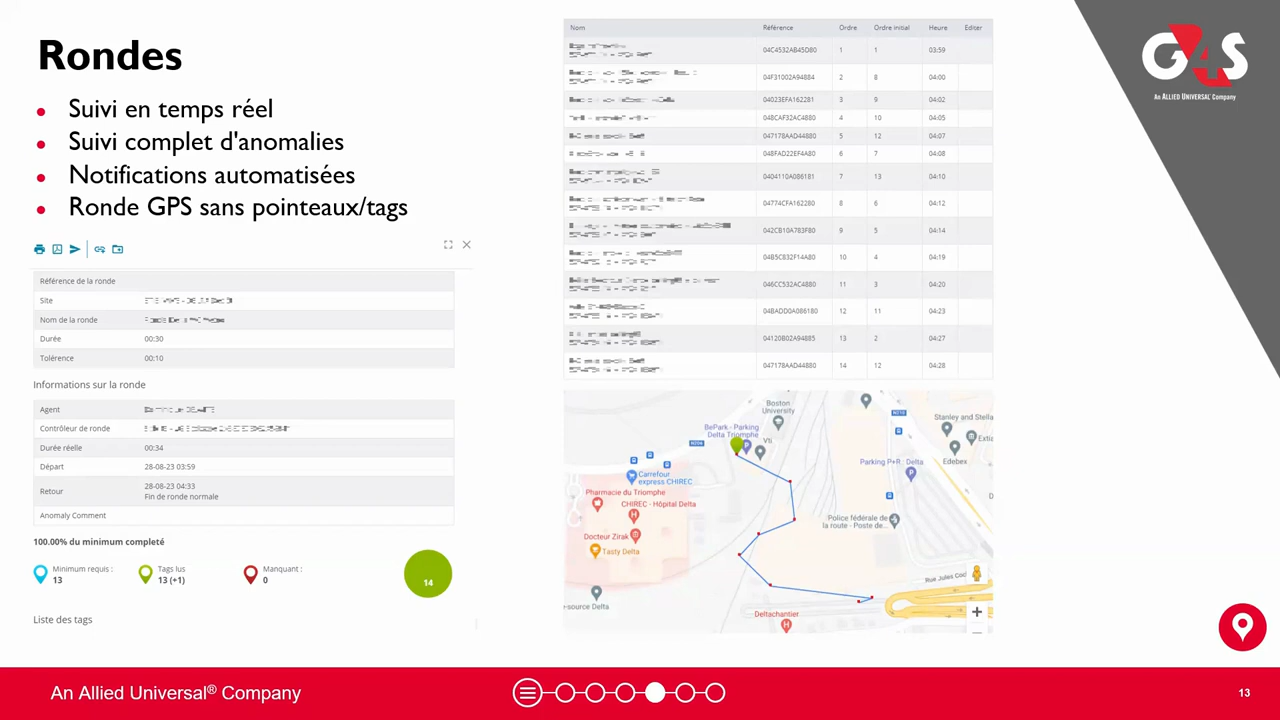 Rondes
Suivi en temps réel
Suivi complet d'anomalies
Notifications automatisées
Ronde GPS sans pointeaux/tags
Référence de la ronde
Site
Nom de la ronde
Durée 00:30
Tolérence 00:10
Informations sur la ronde
Agent
Contrôleur de ronde
Durée réelle 00:34
Départ 28-08-23 03:59
Retour 28-08-23 04:33
Fin de ronde normale
Anomaly Comment
100.00% du minimum completé
Minimum requis : 13
Tags lus 13 (+1)
Manquant : 0
14
Liste des tags
Nom Référence Ordre Ordre initial Heure Editer
04C4532AB45D80 1 1 03:59
04F31002A94884 2 8 04:00
04023EFA162281 3 9 04:02
048CAF32AC4880 4 10 04:05
047178AAD44880 5 12 04:07
048FAD22EF4A80 6 7 04:08
0404110A086181 7 13 04:10
04774CFA162280 8 6 04:12
042CB10A783F80 9 5 04:14
04B5C832F14A80 10 4 04:19
046CC532AC4880 11 3 04:20
04BADD0A086180 12 11 04:23
04120802A94885 13 2 04:27
047178AAD44880 14 12 04:28
Boston
University
BePark - Parking
Delta Triomphe
Vti
N206
N210
Stanley and Stella
Edebex
Parking P+R : Delta
Carrefour
express CHIREC
Pharmacie du Triomphe
CHIREC - Hôpital Delta
Docteur Zirak
Tasty Delta
Police fédérale de
la route - Poste de...
-source Delta
Deltachantier
G4S
An Allied Universal® Company
An Allied Universal® Company
13